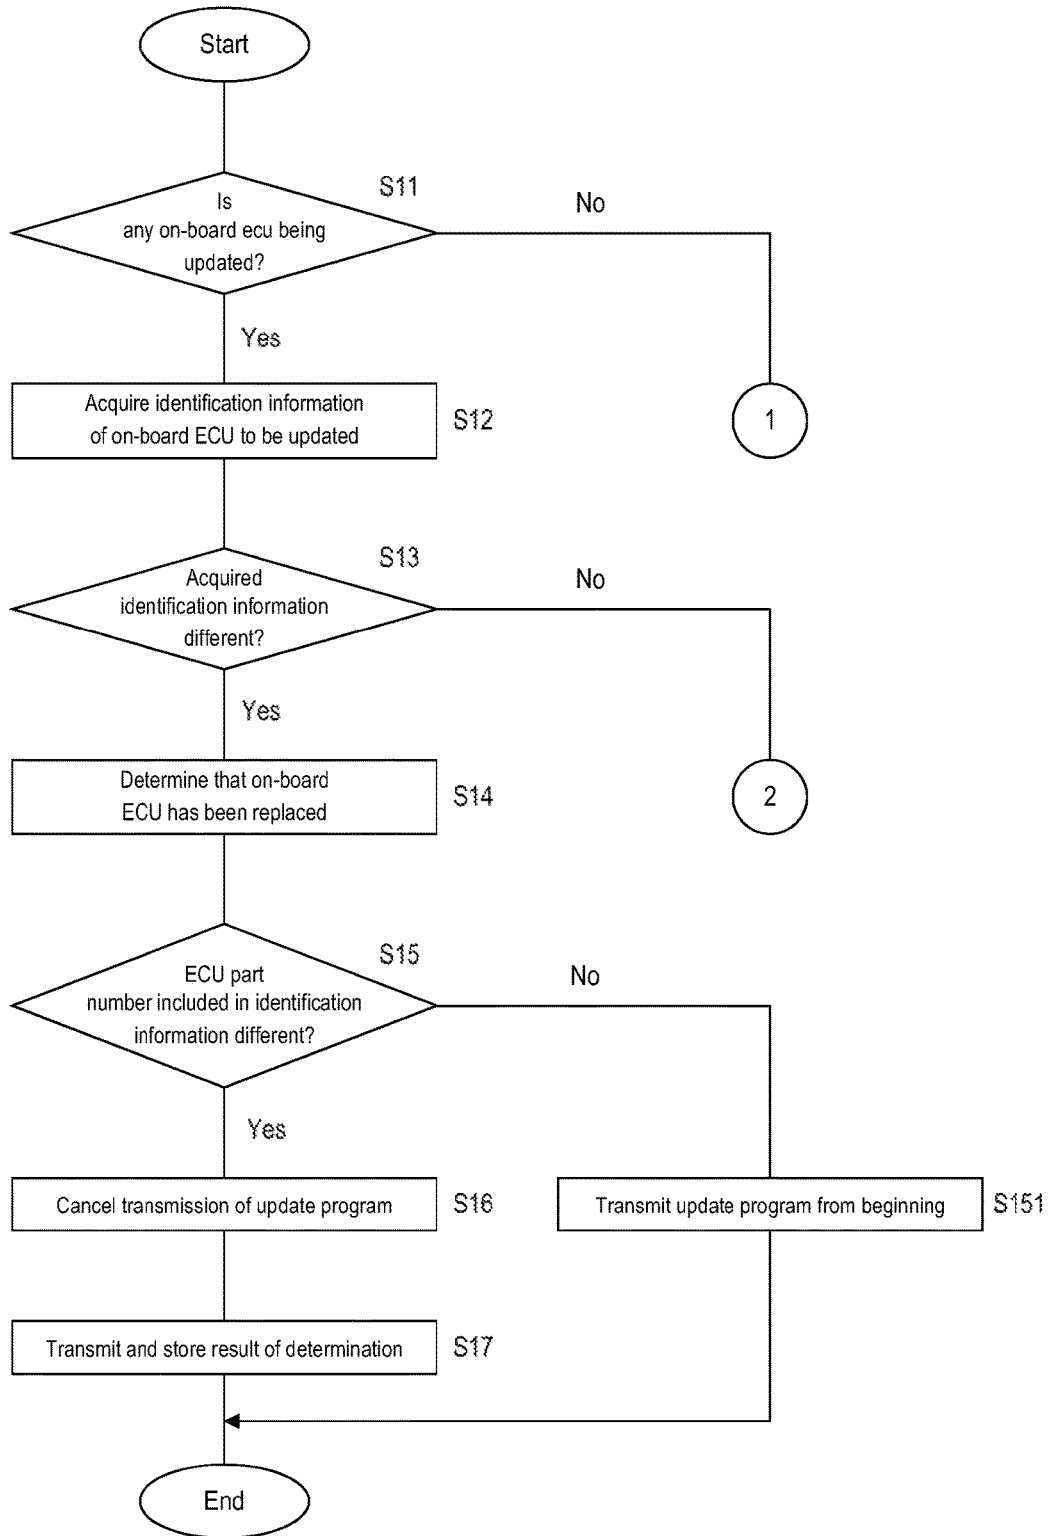 Start
S11
Is
any on-board ecu being
updated?
No
Yes
Acquire identification information
of on-board ECU to be updated
S12
1
S13
Acquired
identification information
different?
No
Yes
Determine that on-board
ECU has been replaced
S14
2
S15
ECU part
number included in identification
information different?
No
Yes
Cancel transmission of update program
S16
Transmit update program from beginning
S151
Transmit and store result of determination
S17
End